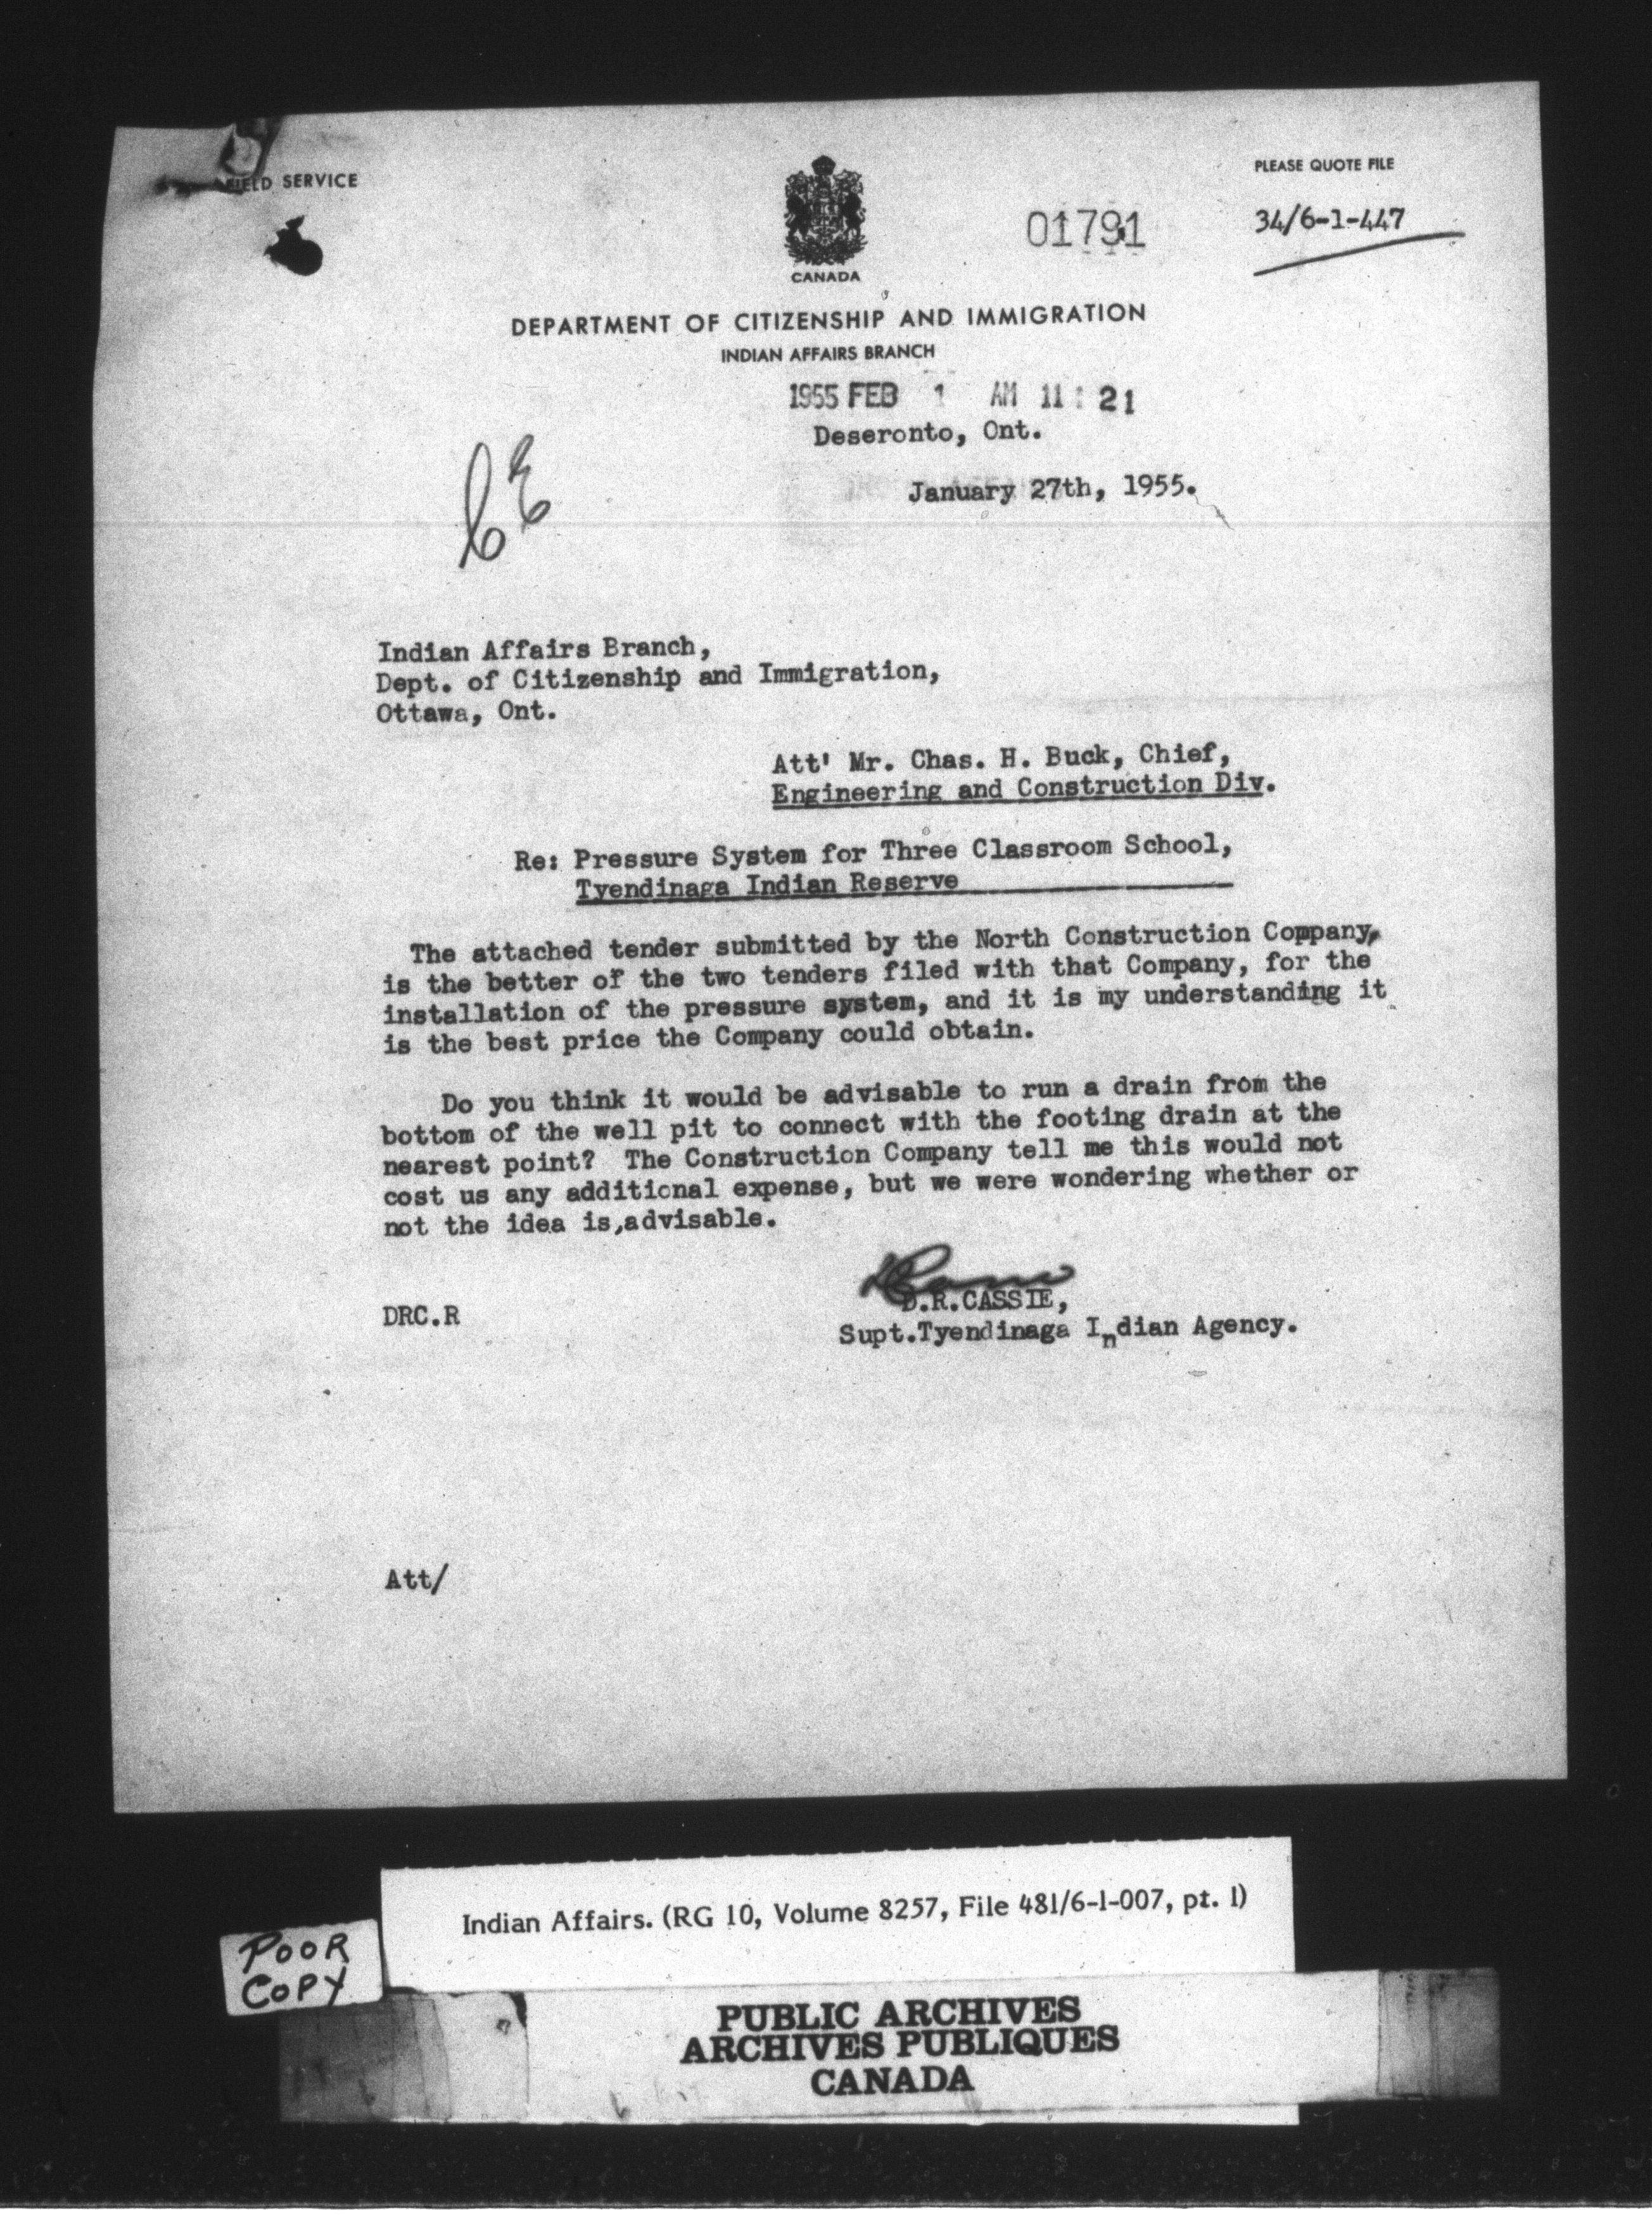 FIELD SERVICE
PLEASE QUOTE FILE
01791
34/6-1-447
CANADA
DEPARTMENT OF CITIZENSHIP AND IMMIGRATION
INDIAN AFFAIRS BRANCH
1955 FEB 1 AM 11:21
Deseronto, Ont.
January 27th, 1955.
Indian Affairs Branch,
Dept. of Citizenship and Immigration,
Ottawa, Ont.
Att' Mr. Chas. H. Buck, Chief,
Engineering and Construction Div.
Re: Pressure System for Three Classroom School,
Tyendinaga Indian Reserve
The attached tender submitted by the North Construction Company,
is the better of the two tenders filed with that Company, for the
installation of the pressure system, and it is my understanding it
is the best price the Company could obtain.
Do you think it would be advisable to run a drain from the
bottom of the well pit to connect with the footing drain at the
nearest point? The Construction Company tell me this would not
cost us any additional expense, but we were wondering whether or
not the idea is,advisable.
D.R.CASSIE,
DRC.R
Supt.Tyendinaga Indian Agency.
Att/
Indian Affairs. (RG 10, Volume 8257, File 481/6-1-007, pt. 1)
POOR
COPY
PUBLIC ARCHIVES
ARCHIVES PUBLIQUES
CANADA